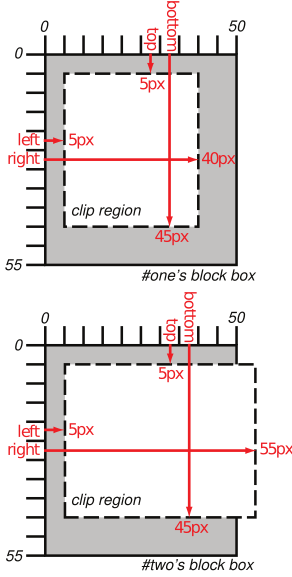 0 50
top
bottom
0
5px
left 5px
right 40px
clip region
45px
55
#one's block box
0 50
top
bottom
0
5px
left 5px
right 55px
clip region
45px
55
#two's block box